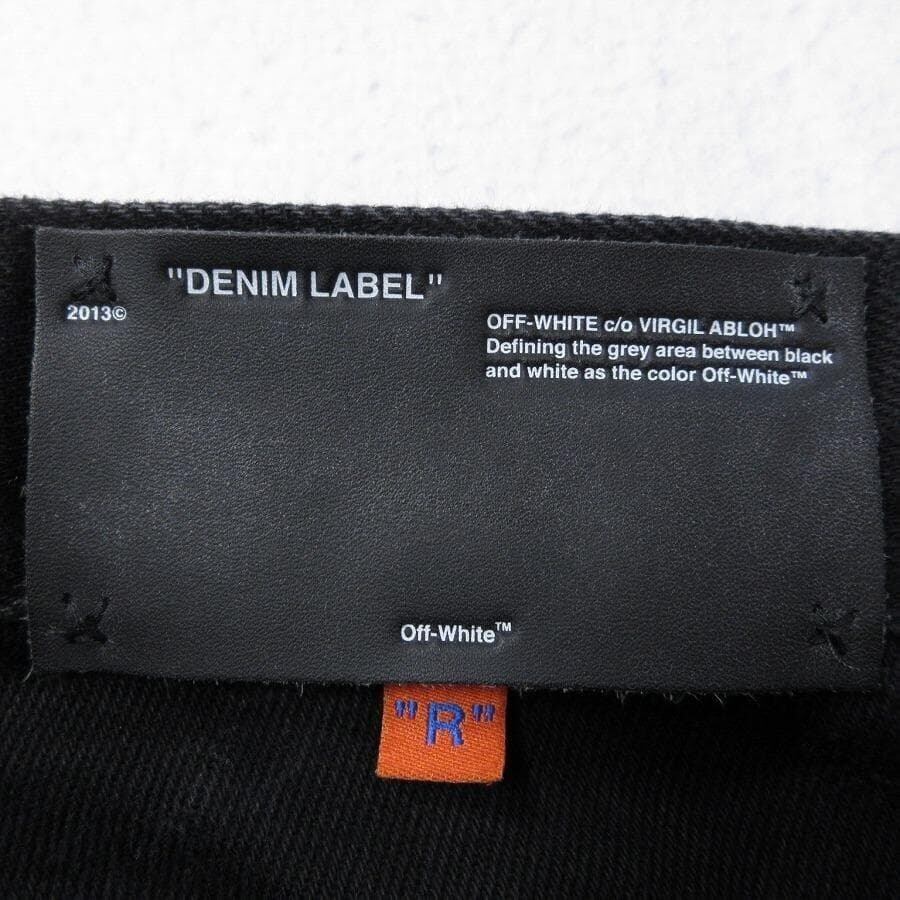 "DENIM LABEL"
2013©
OFF-WHITE c/o VIRGIL ABLOH™
Defining the grey area between black
and white as the color Off-White™
Off-White™
"R"